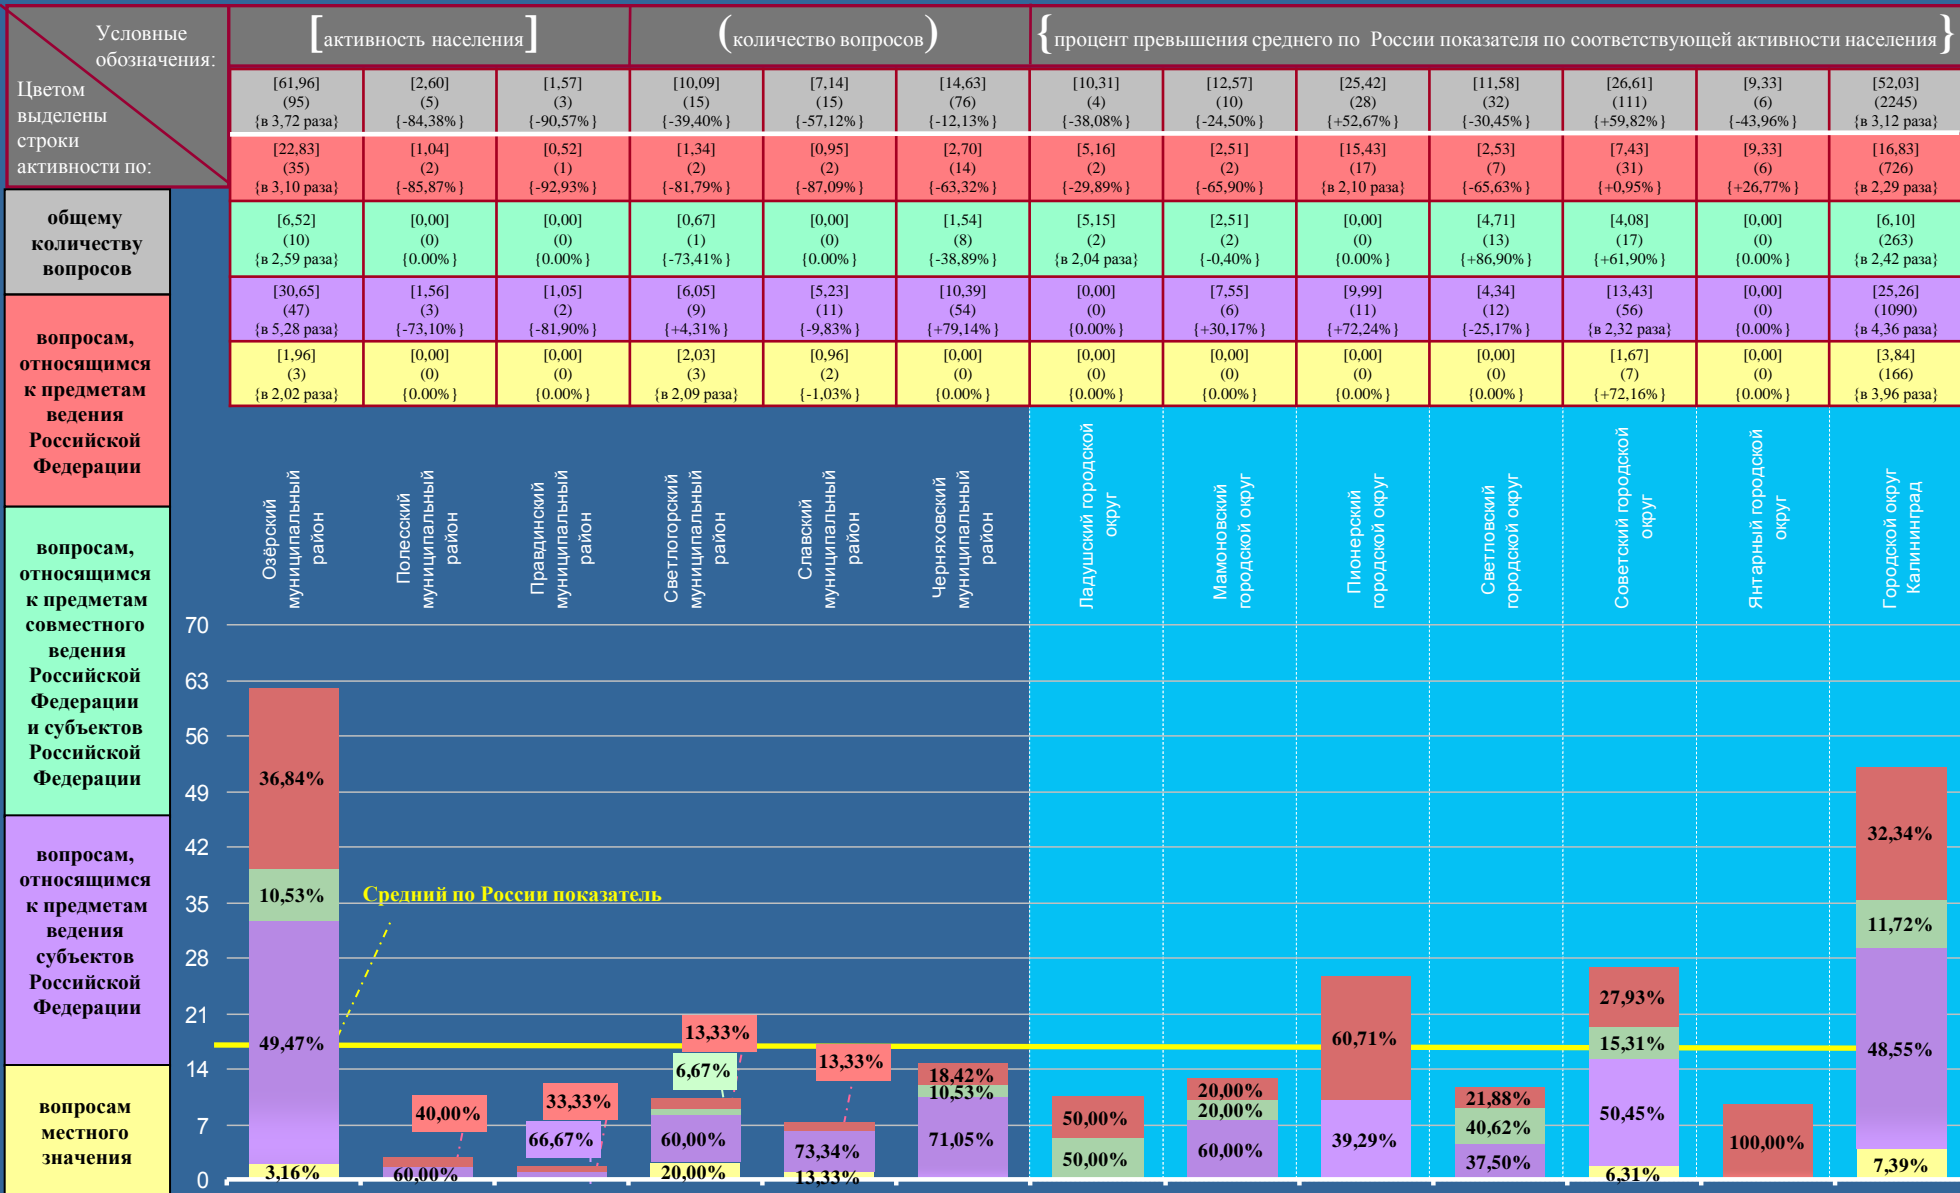 Условные
обозначения:
Цветом
выделены
строки
активности по:
[активность населения]
(количество вопросов)
{процент превышения среднего по России показателя по соответствующей активности населения}
[61,96] [2,60] [1,57] [10,09] [7,14] [14,63] [10,31] [12,57] [25,42] [11,58] [26,61] [9,33] [52,03]
(95) (5) (3) (15) (15) (76) (4) (10) (28) (32) (111) (6) (2245)
{в 3,72 раза} {-84,38%} {-90,57%} {-39,40%} {-57,12%} {-12,13%} {-38,08%} {-24,50%} {+52,67%} {-30,45%} {+59,82%} {-43,96%} {в 3,12 раза}
[22,83] [1,04] [0,52] [1,34] [0,95] [2,70] [5,16] [2,51] [15,43] [2,53] [7,43] [9,33] [16,83]
(35) (2) (1) (2) (2) (14) (2) (2) (17) (7) (31) (6) (726)
{в 3,10 раза} {-85,87%} {-92,93%} {-81,79%} {-87,09%} {-63,32%} {-29,89%} {-65,90%} {в 2,10 раза} {-65,63%} {+0,95%} {+26,77%} {в 2,29 раза}
[6,52] [0,00] [0,00] [0,67] [0,00] [1,54] [5,15] [2,51] [0,00] [4,71] [4,08] [0,00] [6,10]
(10) (0) (0) (1) (0) (8) (2) (2) (0) (13) (17) (0) (263)
{в 2,59 раза} {0.00%} {0.00%} {-73,41%} {0.00%} {-38,89%} {в 2,04 раза} {-0,40%} {0.00%} {+86,90%} {+61,90%} {0.00%} {в 2,42 раза}
[30,65] [1,56] [1,05] [6,05] [5,23] [10,39] [0,00] [7,55] [9,99] [4,34] [13,43] [0,00] [25,26]
(47) (3) (2) (9) (11) (54) (0) (6) (11) (12) (56) (0) (1090)
{в 5,28 раза} {-73,10%} {-81,90%} {+4,31%} {-9,83%} {+79,14%} {0.00%} {+30,17%} {+72,24%} {-25,17%} {в 2,32 раза} {0.00%} {в 4,36 раза}
[1,96] [0,00] [0,00] [2,03] [0,96] [0,00] [0,00] [0,00] [0,00] [0,00] [1,67] [0,00] [3,84]
(3) (0) (0) (3) (2) (0) (0) (0) (0) (0) (7) (0) (166)
{в 2,02 раза} {0.00%} {0.00%} {в 2,09 раза} {-1,03%} {0.00%} {0.00%} {0.00%} {0.00%} {0.00%} {+72,16%} {0.00%} {в 3,96 раза}
общему
количеству
вопросов
вопросам,
относящимся
к предметам
ведения
Российской
Федерации
вопросам,
относящимся
к предметам
совместного
ведения
Российской
Федерации
и субъектов
Российской
Федерации
вопросам,
относящимся
к предметам
ведения
субъектов
Российской
Федерации
вопросам
местного
значения
Озёрский
муниципальный
район
Полесский
муниципальный
район
Правдинский
муниципальный
район
Светлогорский
муниципальный
район
Славский
муниципальный
район
Черняховский
муниципальный
район
Ладушский городской
округ
Мамоновский
городской округ
Пионерский
городской округ
Светловский
городской округ
Советский городской
округ
Янтарный городской
округ
Городской округ
Калининград
70
63
56
49
42
35
28
21
14
7
0
Средний по России показатель
36,84%
10,53%
49,47%
3,16%
40,00%
60,00%
33,33%
66,67%
13,33%
6,67%
60,00%
20,00%
13,33%
73,34%
13,33%
18,42%
10,53%
71,05%
50,00%
50,00%
20,00%
20,00%
60,00%
60,71%
39,29%
21,88%
40,62%
37,50%
27,93%
15,31%
50,45%
6,31%
100,00%
32,34%
11,72%
48,55%
7,39%